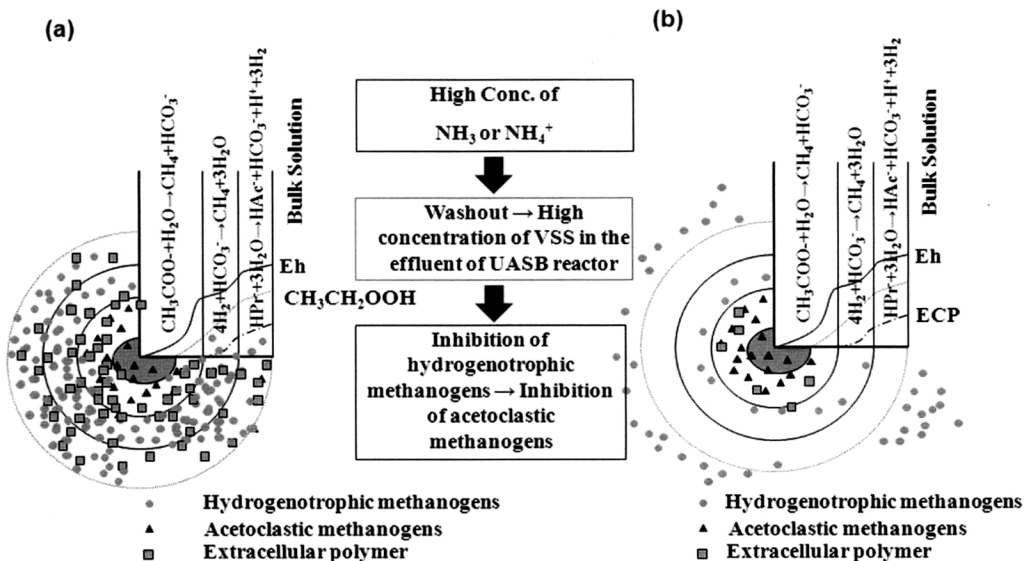 (a)
CH3COO-+H2O→CH4+HCO3-
4H2+HCO3-→CH4+3H2O
HPr+3H2O→HAc-+HCO3-+H++3H2
Bulk Solution
Eh
CH3CH2OOH
Hydrogenotrophic methanogens
Acetoclastic methanogens
Extracellular polymer
High Conc. of
NH3 or NH4+
Washout → High
concentration of VSS in the
effluent of UASB reactor
Inhibition of
hydrogenotrophic
methanogens → Inhibition
of acetoclastic
methanogens
(b)
CH3COO-+H2O→CH4+HCO3-
4H2+HCO3-→CH4+3H2O
HPr+3H2O→HAc-+HCO3-+H++3H2
Bulk Solution
Eh
ECP
Hydrogenotrophic methanogens
Acetoclastic methanogens
Extracellular polymer